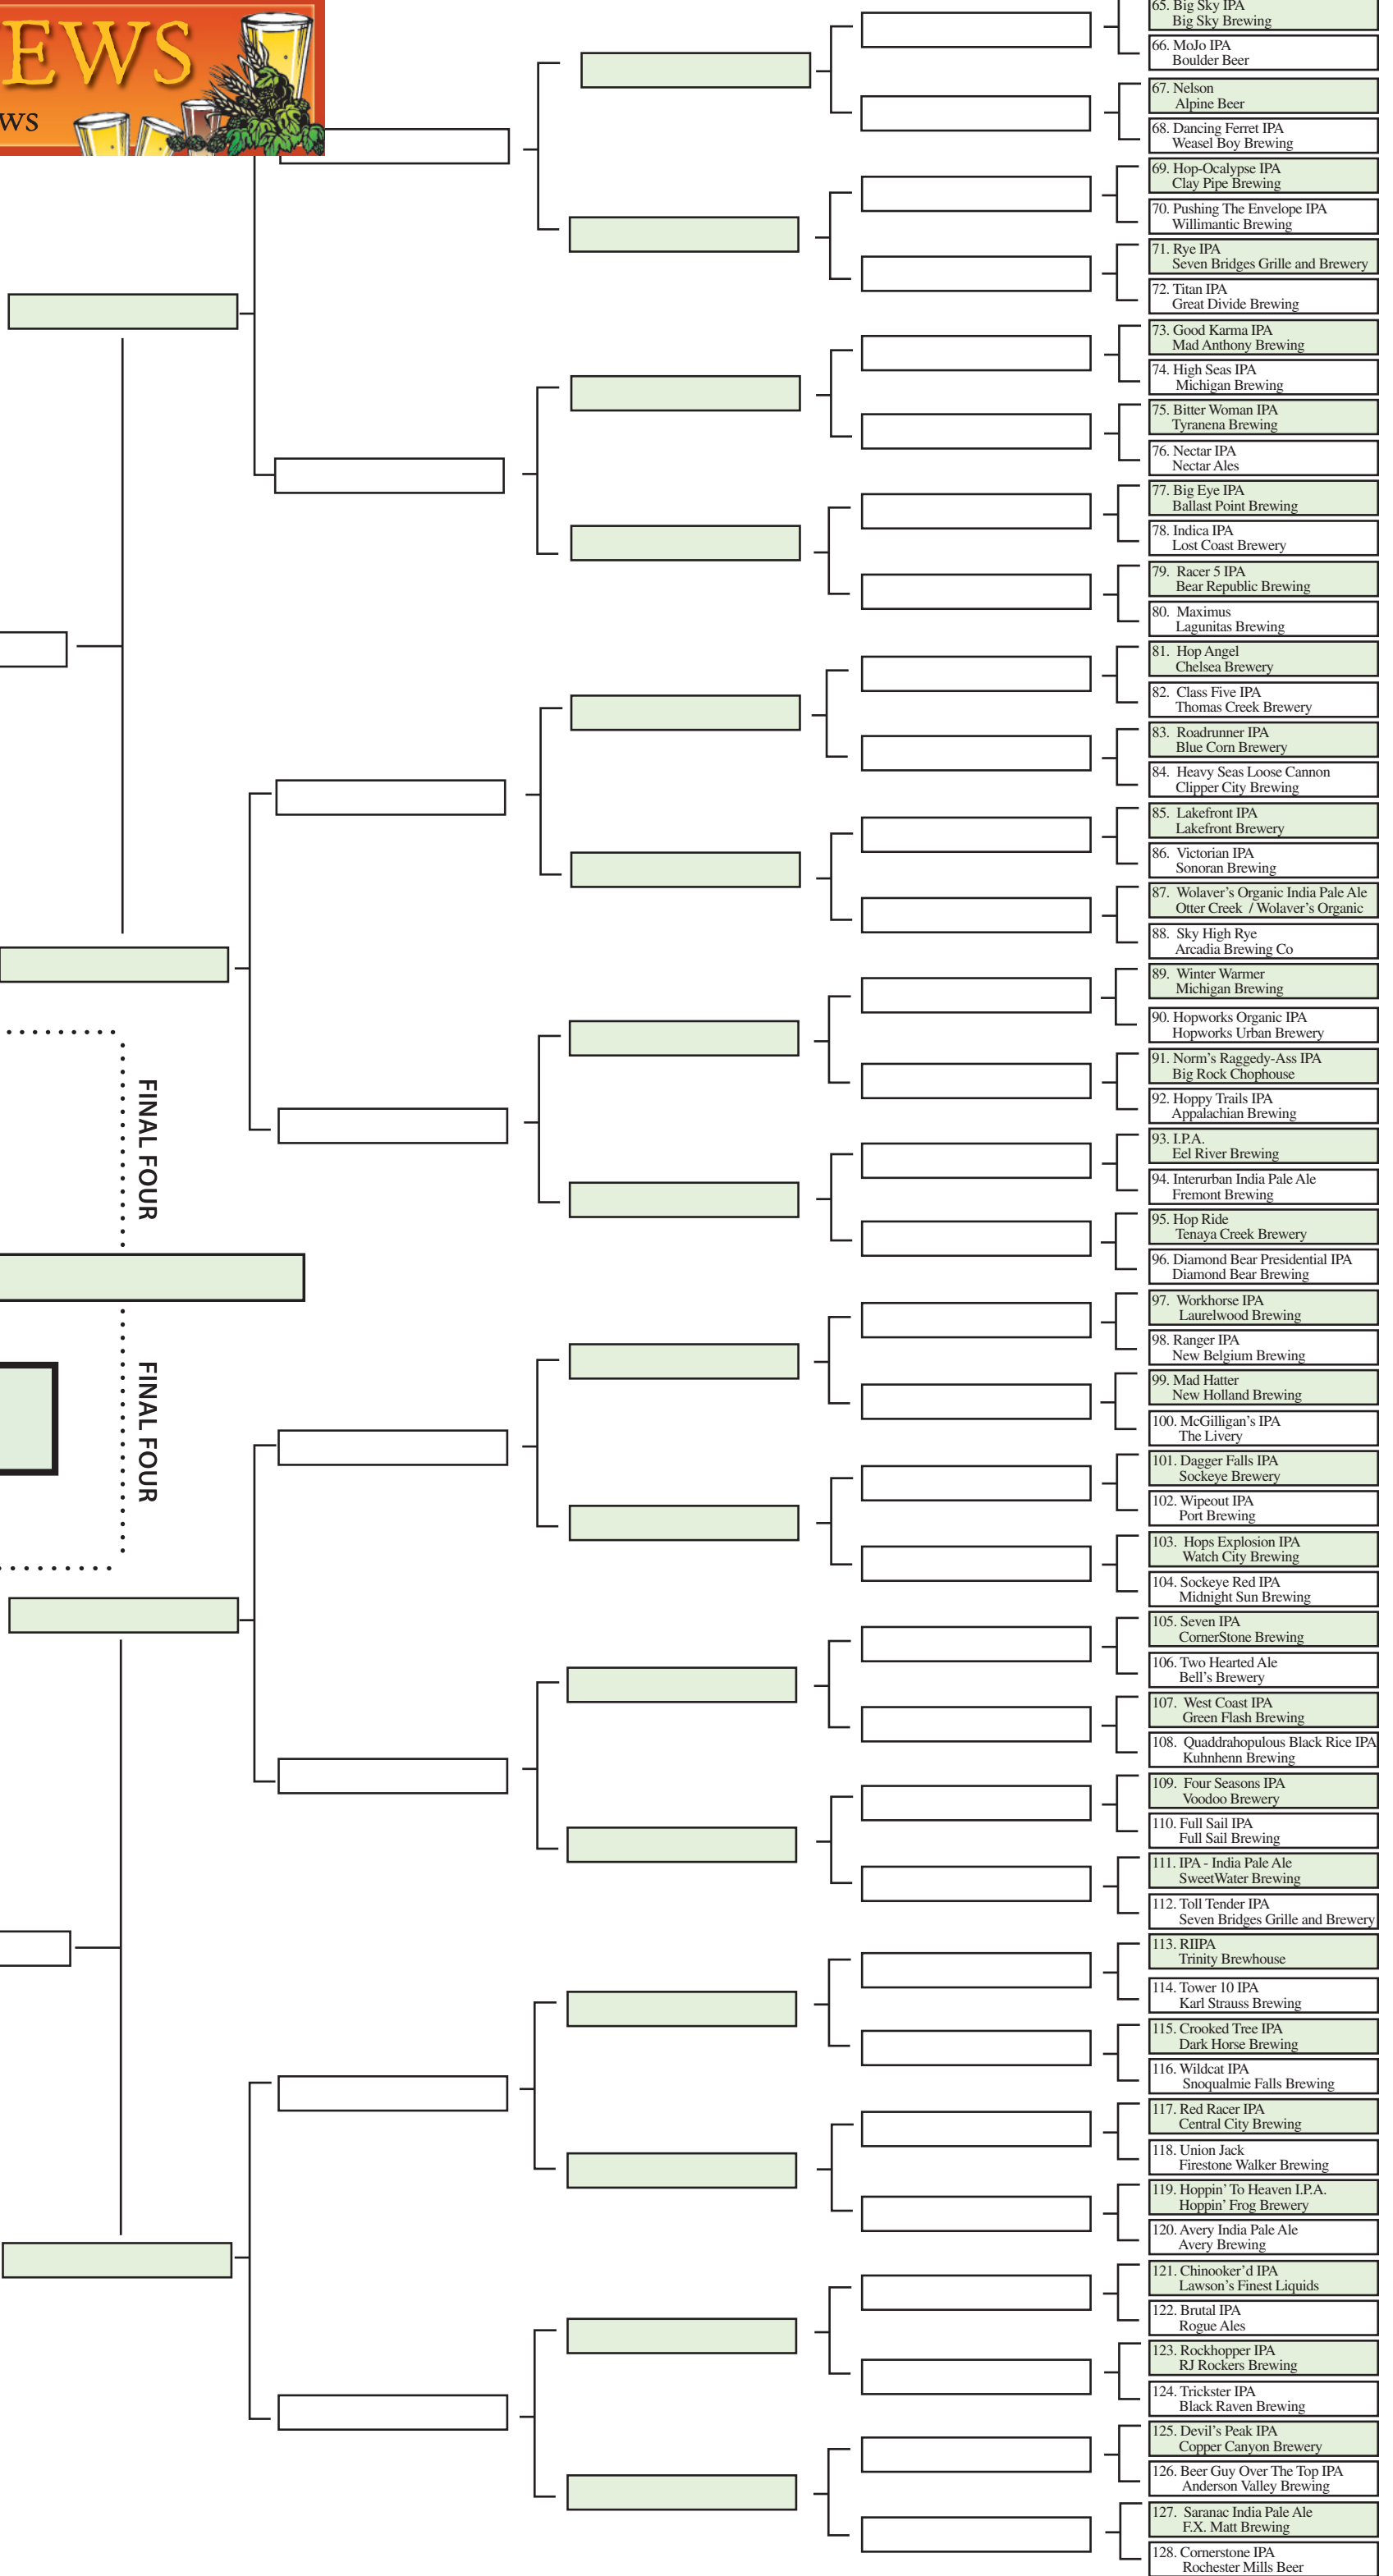 EWS
ws
65. Big Sky IPA
Big Sky Brewing
66. MoJo IPA
Boulder Beer
67. Nelson
Alpine Beer
68. Dancing Ferret IPA
Weasel Boy Brewing
69. Hop-Ocalypse IPA
Clay Pipe Brewing
70. Pushing The Envelope IPA
Willimantic Brewing
71. Rye IPA
Seven Bridges Grille and Brewery
72. Titan IPA
Great Divide Brewing
73. Good Karma IPA
Mad Anthony Brewing
74. High Seas IPA
Michigan Brewing
75. Bitter Woman IPA
Tyranena Brewing
76. Nectar IPA
Nectar Ales
77. Big Eye IPA
Ballast Point Brewing
78. Indica IPA
Lost Coast Brewery
79. Racer 5 IPA
Bear Republic Brewing
80. Maximus
Lagunitas Brewing
81. Hop Angel
Chelsea Brewery
82. Class Five IPA
Thomas Creek Brewery
83. Roadrunner IPA
Blue Corn Brewery
84. Heavy Seas Loose Cannon
Clipper City Brewing
85. Lakefront IPA
Lakefront Brewery
86. Victorian IPA
Sonoran Brewing
87. Wolaver's Organic India Pale Ale
Otter Creek / Wolaver's Organic
88. Sky High Rye
Arcadia Brewing Co
89. Winter Warmer
Michigan Brewing
90. Hopworks Organic IPA
Hopworks Urban Brewery
91. Norm's Raggedy-Ass IPA
Big Rock Chophouse
92. Hoppy Trails IPA
Appalachian Brewing
93. I.P.A.
Eel River Brewing
94. Interurban India Pale Ale
Fremont Brewing
95. Hop Ride
Tenaya Creek Brewery
96. Diamond Bear Presidential IPA
Diamond Bear Brewing
FINAL FOUR
FINAL FOUR
97. Workhorse IPA
Laurelwood Brewing
98. Ranger IPA
New Belgium Brewing
99. Mad Hatter
New Holland Brewing
100. McGilligan's IPA
The Livery
101. Dagger Falls IPA
Sockeye Brewery
102. Wipeout IPA
Port Brewing
103. Hops Explosion IPA
Watch City Brewing
104. Sockeye Red IPA
Midnight Sun Brewing
105. Seven IPA
CornerStone Brewing
106. Two Hearted Ale
Bell's Brewery
107. West Coast IPA
Green Flash Brewing
108. Quaddrahopulous Black Rice IPA
Kuhnhenn Brewing
109. Four Seasons IPA
Voodoo Brewery
110. Full Sail IPA
Full Sail Brewing
111. IPA - India Pale Ale
SweetWater Brewing
112. Toll Tender IPA
Seven Bridges Grille and Brewery
113. RIIPA
Trinity Brewhouse
114. Tower 10 IPA
Karl Strauss Brewing
115. Crooked Tree IPA
Dark Horse Brewing
116. Wildcat IPA
Snoqualmie Falls Brewing
117. Red Racer IPA
Central City Brewing
118. Union Jack
Firestone Walker Brewing
119. Hoppin' To Heaven I.P.A.
Hoppin' Frog Brewery
120. Avery India Pale Ale
Avery Brewing
121. Chinooker'd IPA
Lawson's Finest Liquids
122. Brutal IPA
Rogue Ales
123. Rockhopper IPA
RJ Rockers Brewing
124. Trickster IPA
Black Raven Brewing
125. Devil's Peak IPA
Copper Canyon Brewery
126. Beer Guy Over The Top IPA
Anderson Valley Brewing
127. Saranac India Pale Ale
F.X. Matt Brewing
128. Cornerstone IPA
Rochester Mills Beer